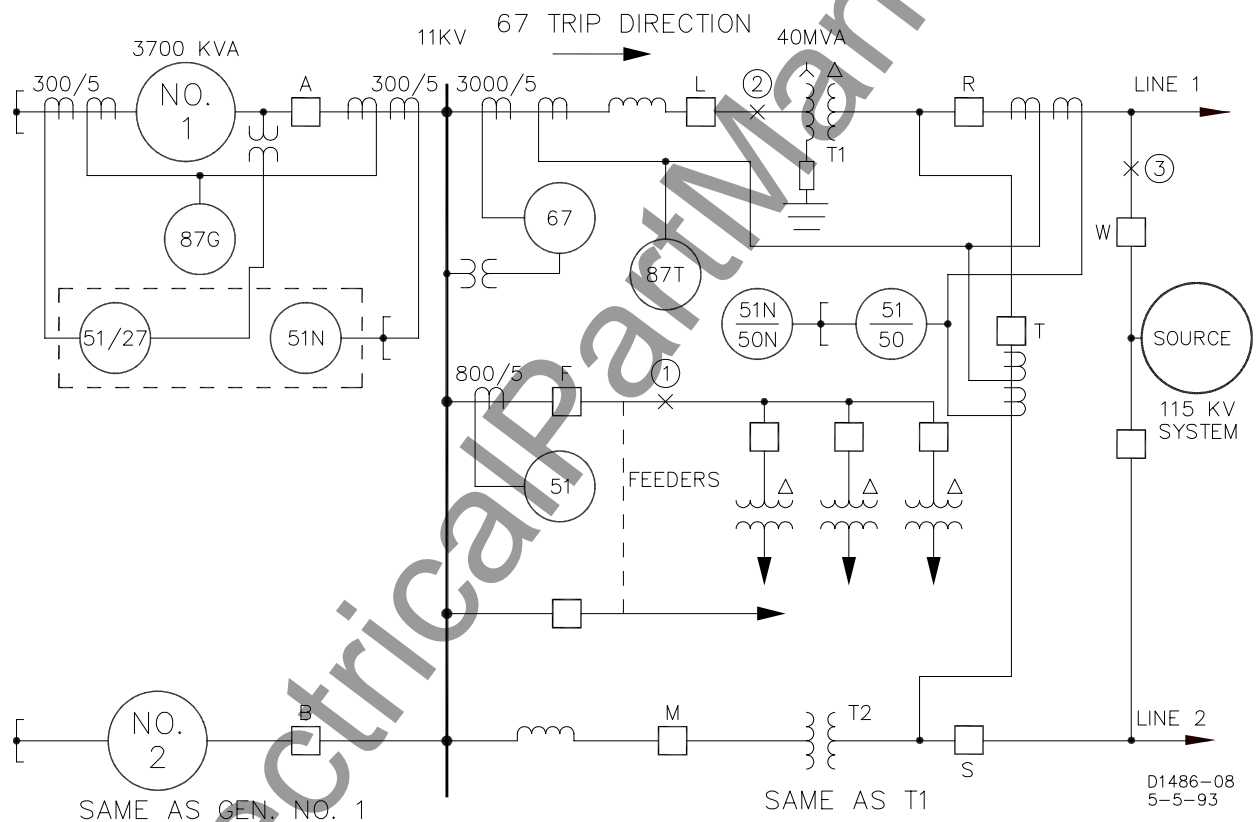 67 TRIP DIRECTION
11KV
40MVA
3700 KVA
300/5
A
300/5
3000/5
L
2
R
LINE 1
NO.
1
T1
3
67
W
87G
87T
51/27
51N
51N
50N
51
50
T
SOURCE
800/5
F
1
115 KV
SYSTEM
51
FEEDERS
NO.
2
B
M
T2
LINE 2
S
SAME AS GEN. NO. 1
SAME AS T1
D1486-08
5-5-93
ctricalPartMan